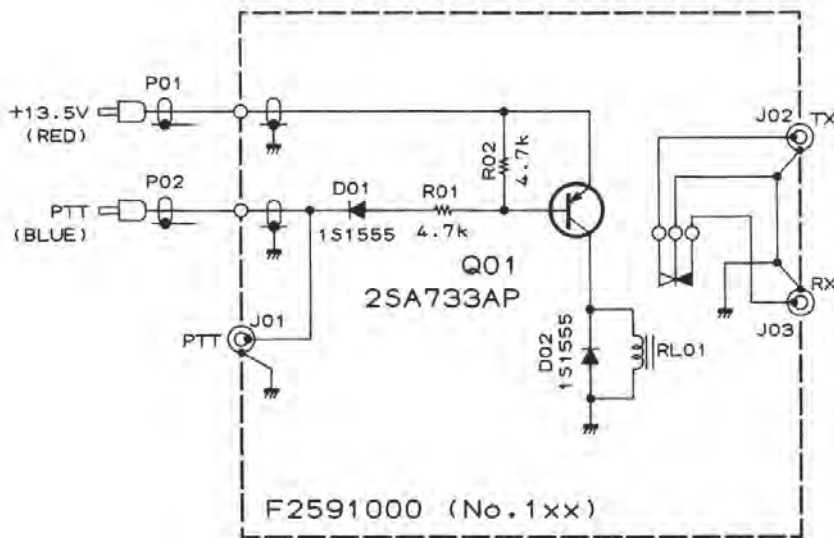 P01
+13.5V
(RED)
P02
PTT
(BLUE)
D01
1S1555
R01
4.7k
R02
4.7k
Q01
2SA733AP
J01
PTT
D02
1S1555
RL01
J02
TX
RX
J03
F2591000 (No.1xx)